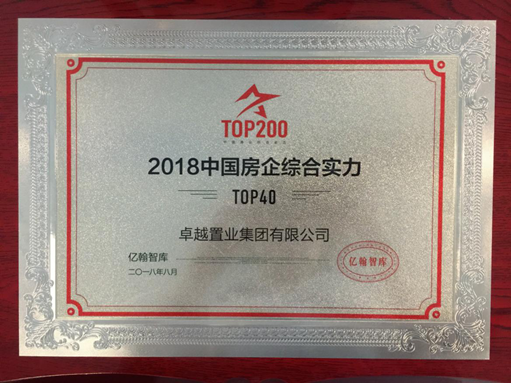 TOP200
2018中国房企综合实力
TOP40
卓越置业集团有限公司
亿翰智库
二〇一八年八月
亿翰智库